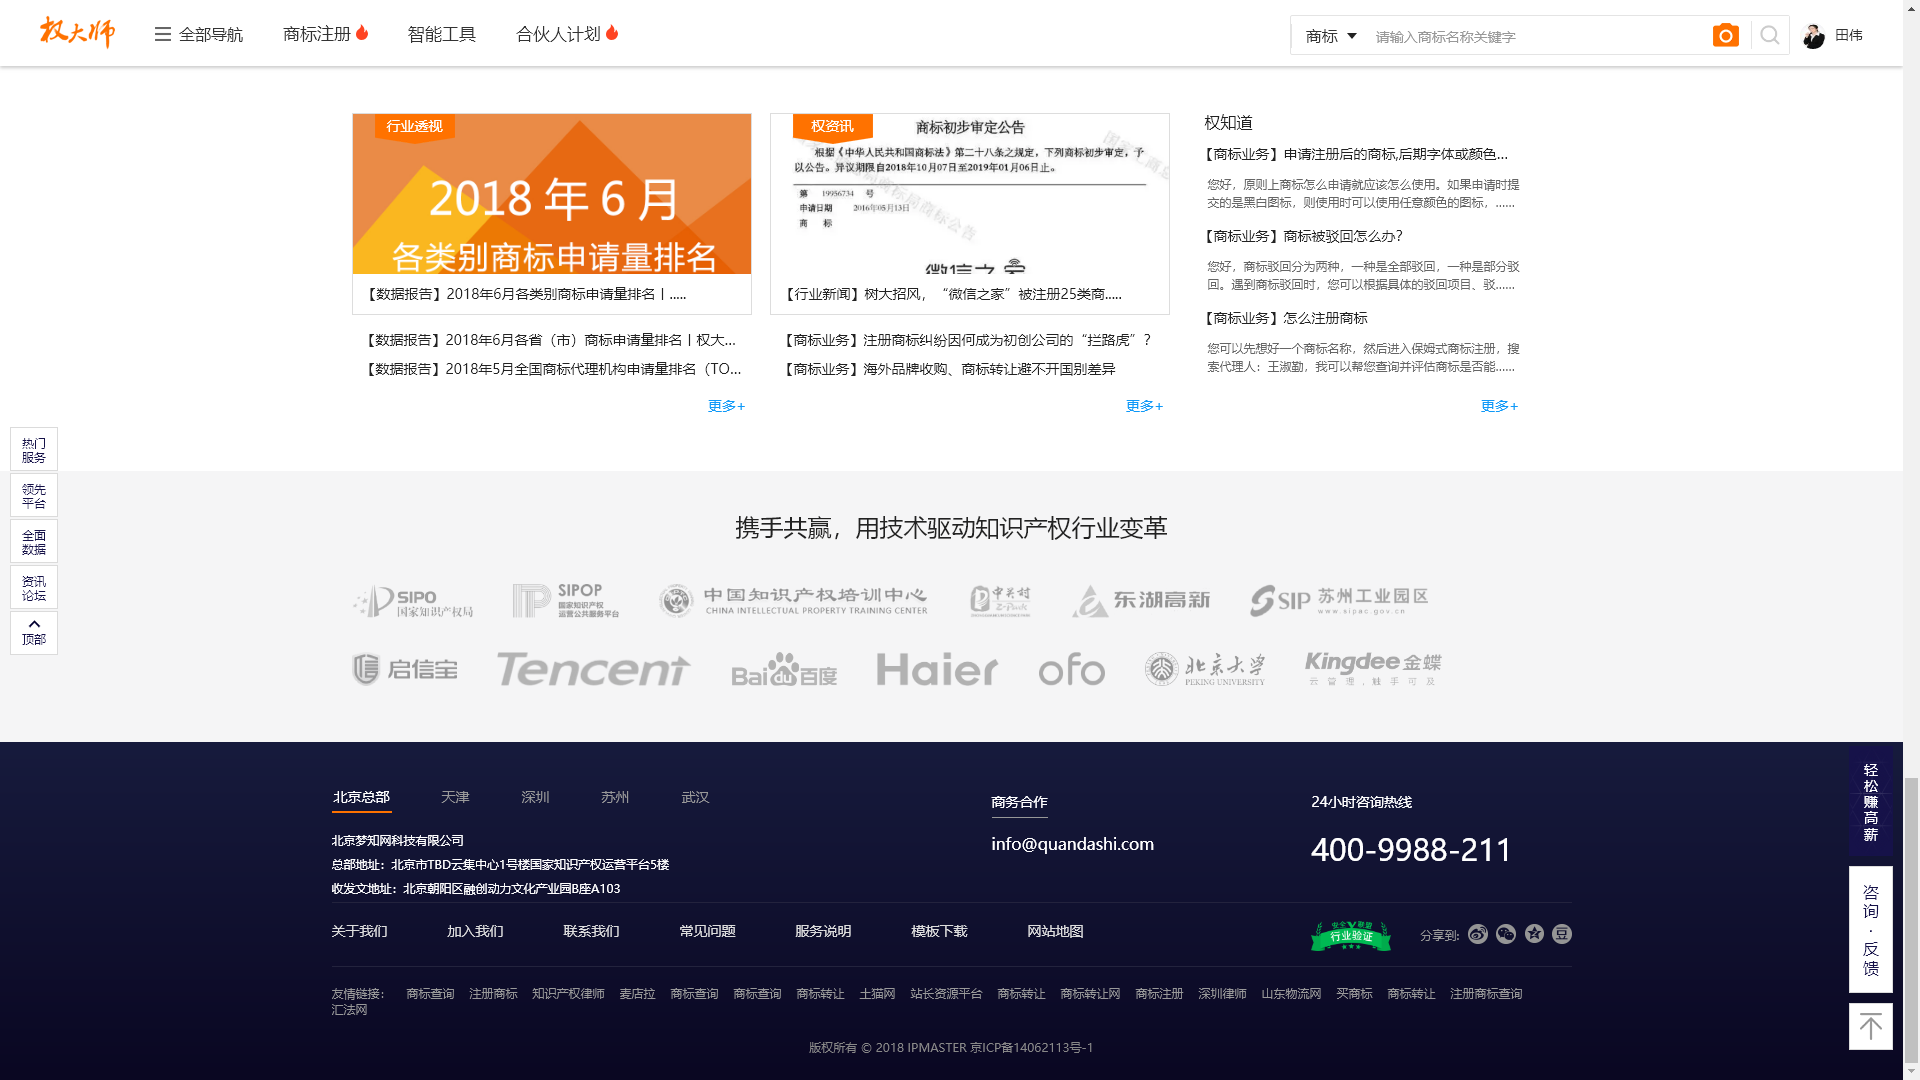 权大师
全部导航
商标注册
智能工具
合伙人计划
商标
请输入商标名称关键字
田伟
行业透视
2018年6月
各类别商标申请量排名
【数据报告】2018年6月各类别商标申请量排名丨.....
【数据报告】2018年6月各省（市）商标申请量排名丨权大...
【数据报告】2018年5月全国商标代理机构申请量排名（TO...
更多+
权资讯
商标初步审定公告
根据《中华人民共和国商标法》第二十八条之规定，下列商标初步审定，予
以公告。异议期限自2018年10月07日至2019年01月06日止。
第 19956734 号
申请日期 2016年05月13日
商 标
微信之家
【行业新闻】树大招风，“微信之家”被注册25类商.....
【商标业务】注册商标纠纷因何成为初创公司的“拦路虎”？
【商标业务】海外品牌收购、商标转让避不开国别差异
更多+
权知道
【商标业务】申请注册后的商标,后期字体或颜色...
您好，原则上商标怎么申请就应该怎么使用。如果申请时提
交的是黑白图标，则使用时可以使用任意颜色的图标，......
【商标业务】商标被驳回怎么办?
您好，商标驳回分为两种，一种是全部驳回，一种是部分驳
回。遇到商标驳回时，您可以根据具体的驳回项目、驳......
【商标业务】怎么注册商标
您可以先想好一个商标名称，然后进入保姆式商标注册，搜
索代理人：王淑勤，我可以帮您查询并评估商标是否能......
更多+
热门
服务
领先
平台
全面
数据
资讯
论坛
顶部
携手共赢，用技术驱动知识产权行业变革
SIPO
国家知识产权局
SIPOP
国家知识产权
运营公共服务平台
中国知识产权培训中心
CHINA INTELLECTUAL PROPERTY TRAINING CENTER
中关村
Z-Park
东湖高新
SIP 苏州工业园区
www.sipac.gov.cn
启信宝
Tencent
Baidu百度
Haier
ofo
北京大学
PEKING UNIVERSITY
Kingdee金蝶
云管理，触手可及
北京总部
天津
深圳
苏州
武汉
北京梦知网科技有限公司
总部地址：北京市TBD云集中心1号楼国家知识产权运营平台5楼
收发文地址：北京朝阳区融创动力文化产业园B座A103
商务合作
info@quandashi.com
24小时咨询热线
400-9988-211
关于我们
加入我们
联系我们
常见问题
服务说明
模板下载
网站地图
安全联盟
行业验证
分享到:
友情链接： 商标查询 注册商标 知识产权律师 麦店拉 商标查询 商标查询 商标转让 土猫网 站长资源平台 商标转让 商标转让网 商标注册 深圳律师 山东物流网 买商标 商标转让 注册商标查询
汇法网
版权所有 © 2018 IPMASTER 京ICP备14062113号-1
轻松赚高薪
咨询·反馈